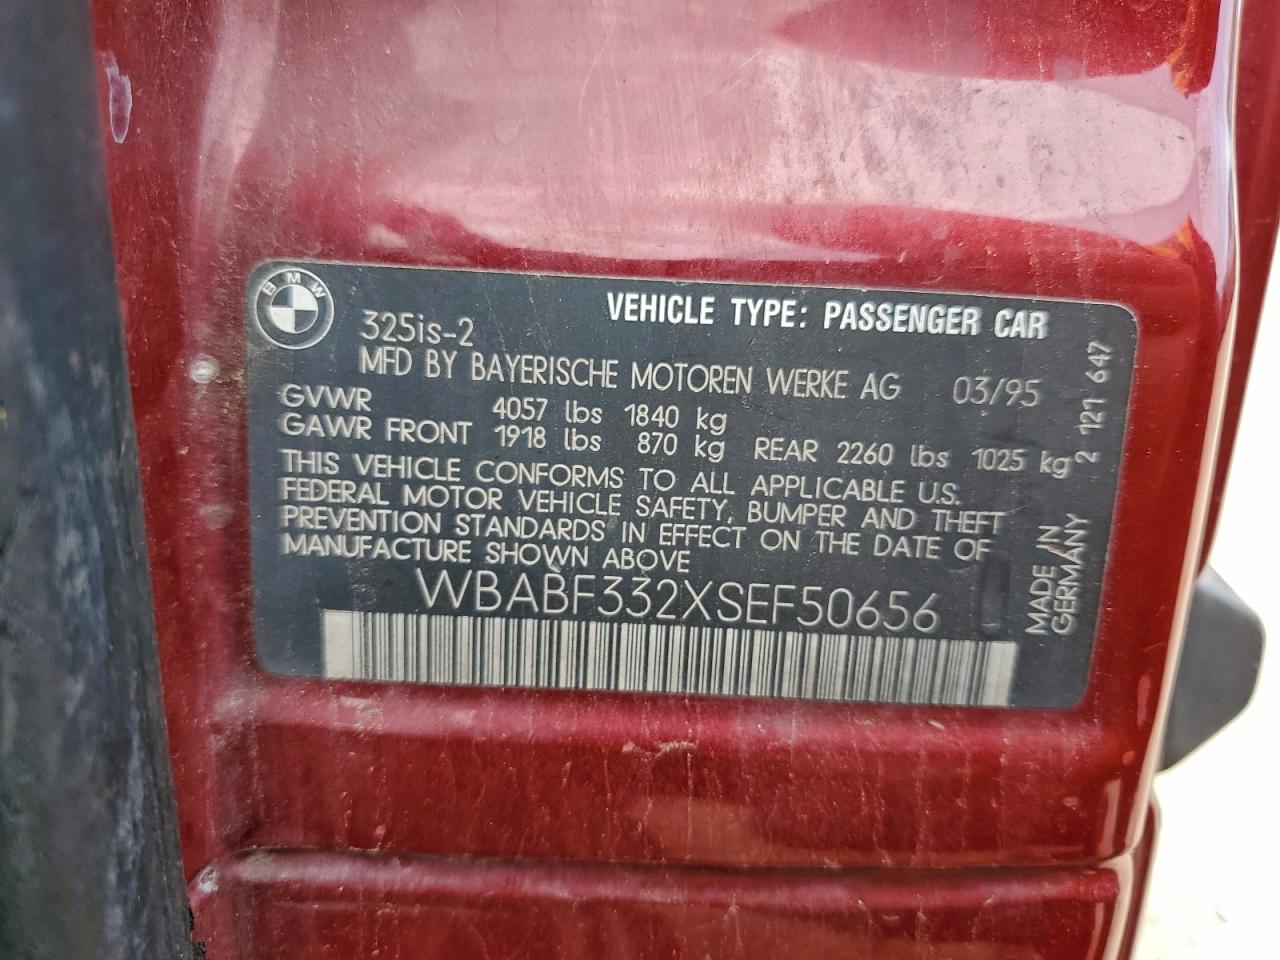 BMW
VEHICLE TYPE: PASSENGER CAR
325is-2
MFD BY BAYERISCHE MOTOREN WERKE AG 03/95
GVWR 4057 lbs 1840 kg
GAWR FRONT 1918 lbs 870 kg REAR 2260 lbs 1025 kg
THIS VEHICLE CONFORMS TO ALL APPLICABLE U.S.
FEDERAL MOTOR VEHICLE SAFETY, BUMPER AND THEFT
PREVENTION STANDARDS IN EFFECT ON THE DATE OF
MANUFACTURE SHOWN ABOVE
WBABF332XSEF50656
MADE IN
GERMANY
2 121 647